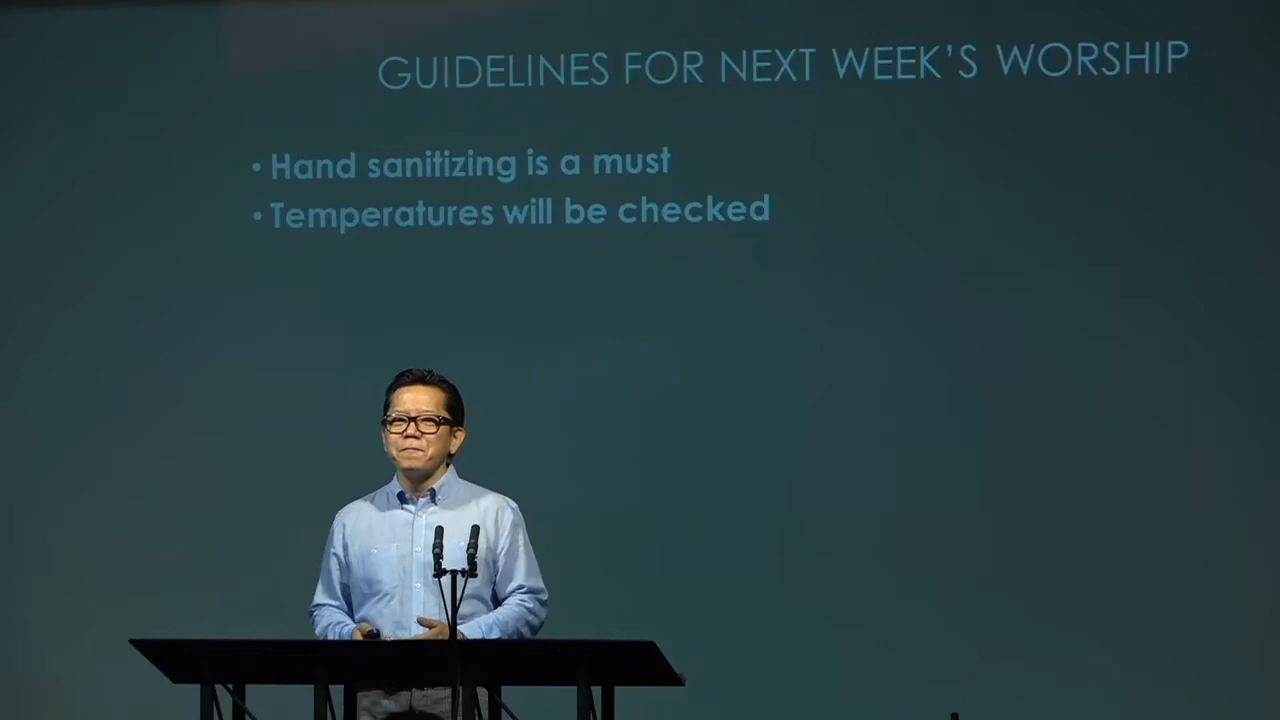 GUIDELINES FOR NEXT WEEK’S WORSHIP
• Hand sanitizing is a must
• Temperatures will be checked